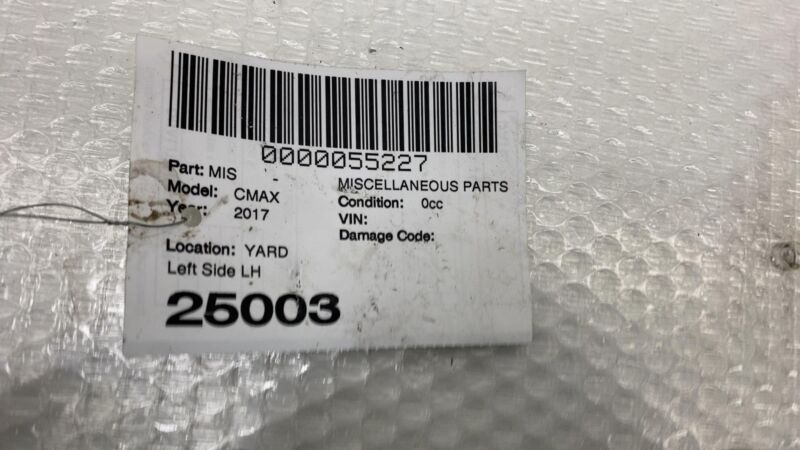 0000055227
Part: MIS
MISCELLANEOUS PARTS
Model: CMAX
Condition: 0cc
Year: 2017
VIN:
Damage Code:
Location: YARD
Left Side LH
25003